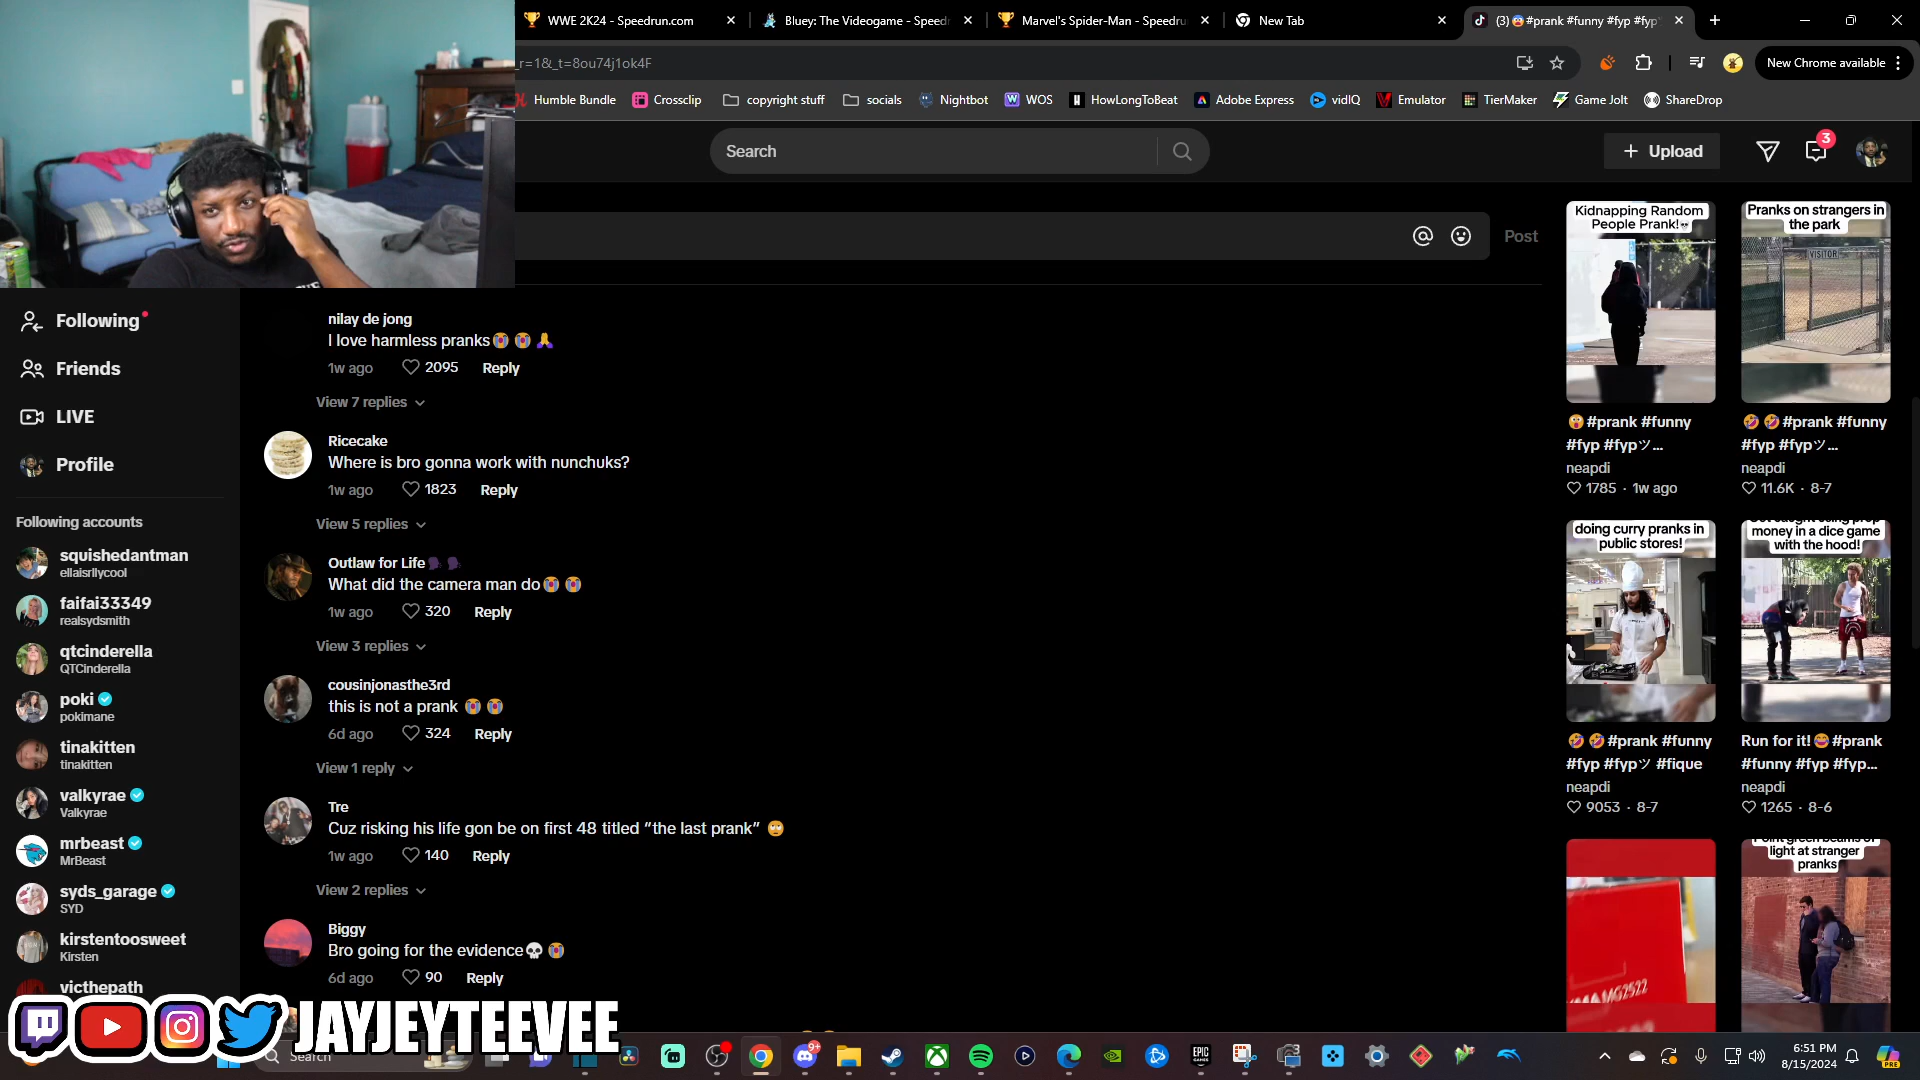 WWE 2K24 - Speedrun.com
Bluey: The Videogame - Speedr
Marvel's Spider-Man - Speedru
New Tab
(3) 😨#prank #funny #fyp #fyp
_r=1&_t=8ou74j1ok4F
New Chrome available
Humble Bundle
Crossclip
copyright stuff
socials
Nightbot
WOS
HowLongToBeat
Adobe Express
vidIQ
Emulator
TierMaker
Game Jolt
ShareDrop
Search
Upload
3
Post
Following
Friends
LIVE
Profile
Following accounts
squishedantman
ellaisrllycool
faifai33349
realsydsmith
qtcinderella
QTCinderella
poki
pokimane
tinakitten
tinakitten
valkyrae
Valkyrae
mrbeast
MrBeast
syds_garage
SYD
kirstentoosweet
Kirsten
victhepath
nilay de jong
I love harmless pranks😭😭🙏
1w ago 2095 Reply
View 7 replies
Ricecake
Where is bro gonna work with nunchuks?
1w ago 1823 Reply
View 5 replies
Outlaw for Life🗣🗣
What did the camera man do😭😭
1w ago 320 Reply
View 3 replies
cousinjonasthe3rd
this is not a prank 😭😭
6d ago 324 Reply
View 1 reply
Tre
Cuz risking his life gon be on first 48 titled “the last prank” 🙄
1w ago 140 Reply
View 2 replies
Biggy
Bro going for the evidence💀😭
6d ago 90 Reply
Kidnapping Random
People Prank!💀
😨#prank #funny
#fyp #fypツ...
neapdi
1785 · 1w ago
Pranks on strangers in
the park
VISITOR
🤣🤣#prank #funny
#fyp #fypツ...
neapdi
11.6K · 8-7
doing curry pranks in
public stores!
🤣🤣#prank #funny
#fyp #fypツ #fique
neapdi
9053 · 8-7
money in a dice game
with the hood!
Run for it!😂#prank
#funny #fyp #fyp...
neapdi
1265 · 8-6
light at stranger
pranks
JAYJEYTEEVEE
Search
9+
EPIC
GAMES
PRE
6:51 PM
8/15/2024